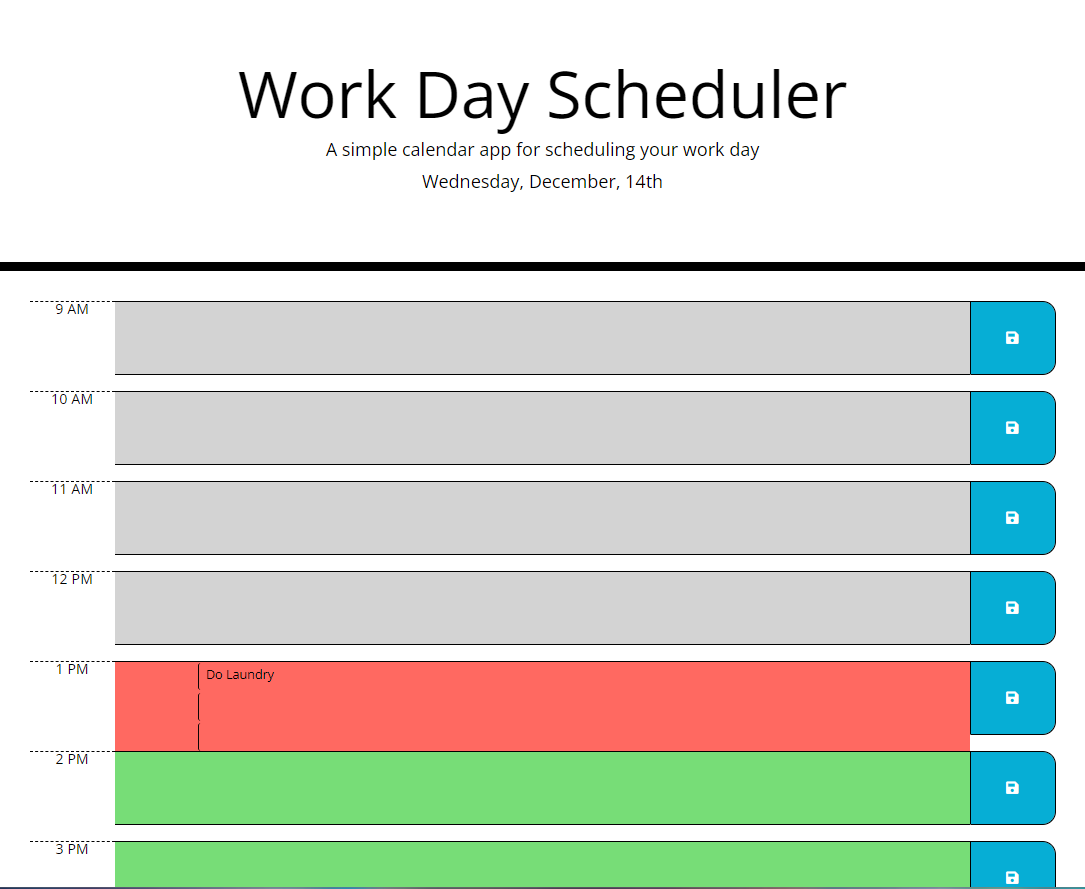 Work Day Scheduler
A simple calendar app for scheduling your work day
Wednesday, December, 14th
9 AM
10 AM
11 AM
12 PM
1 PM
Do Laundry
2 PM
3 PM